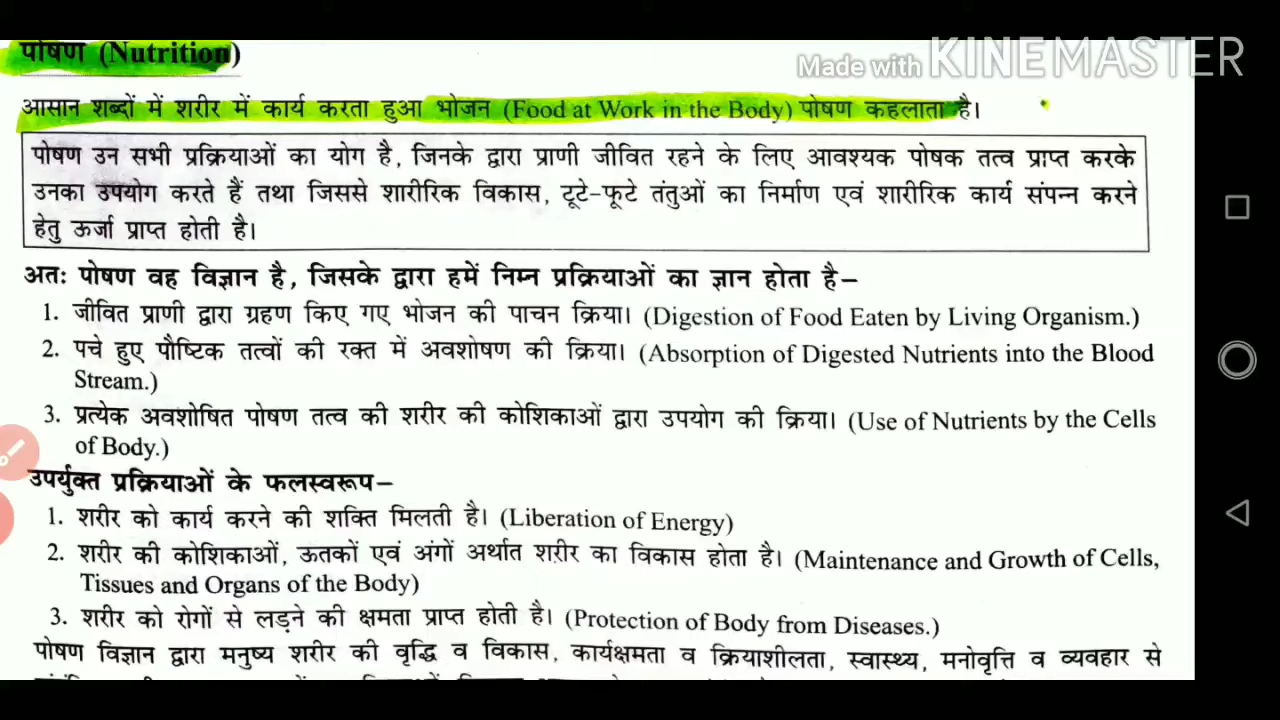 पोषण (Nutrition)
Made with KINEMASTER
आसान शब्दों में शरीर में कार्य करता हुआ भोजन (Food at Work in the Body) पोषण कहलाता है।
पोषण उन सभी प्रक्रियाओं का योग है, जिनके द्वारा प्राणी जीवित रहने के लिए आवश्यक पोषक तत्व प्राप्त करके
उनका उपयोग करते हैं तथा जिससे शारीरिक विकास, टूटे-फूटे तंतुओं का निर्माण एवं शारीरिक कार्य संपन्न करने
हेतु ऊर्जा प्राप्त होती है।
अतः पोषण वह विज्ञान है, जिसके द्वारा हमें निम्न प्रक्रियाओं का ज्ञान होता है–
1. जीवित प्राणी द्वारा ग्रहण किए गए भोजन की पाचन क्रिया। (Digestion of Food Eaten by Living Organism.)
2. पचे हुए पौष्टिक तत्वों की रक्त में अवशोषण की क्रिया। (Absorption of Digested Nutrients into the Blood
Stream.)
3. प्रत्येक अवशोषित पोषण तत्व की शरीर की कोशिकाओं द्वारा उपयोग की क्रिया। (Use of Nutrients by the Cells
of Body.)
उपर्युक्त प्रक्रियाओं के फलस्वरूप–
1. शरीर को कार्य करने की शक्ति मिलती है। (Liberation of Energy)
2. शरीर की कोशिकाओं, ऊतकों एवं अंगों अर्थात शरीर का विकास होता है। (Maintenance and Growth of Cells,
Tissues and Organs of the Body)
3. शरीर को रोगों से लड़ने की क्षमता प्राप्त होती है। (Protection of Body from Diseases.)
पोषण विज्ञान द्वारा मनुष्य शरीर की वृद्धि व विकास, कार्यक्षमता व क्रियाशीलता, स्वास्थ्य, मनोवृत्ति व व्यवहार से